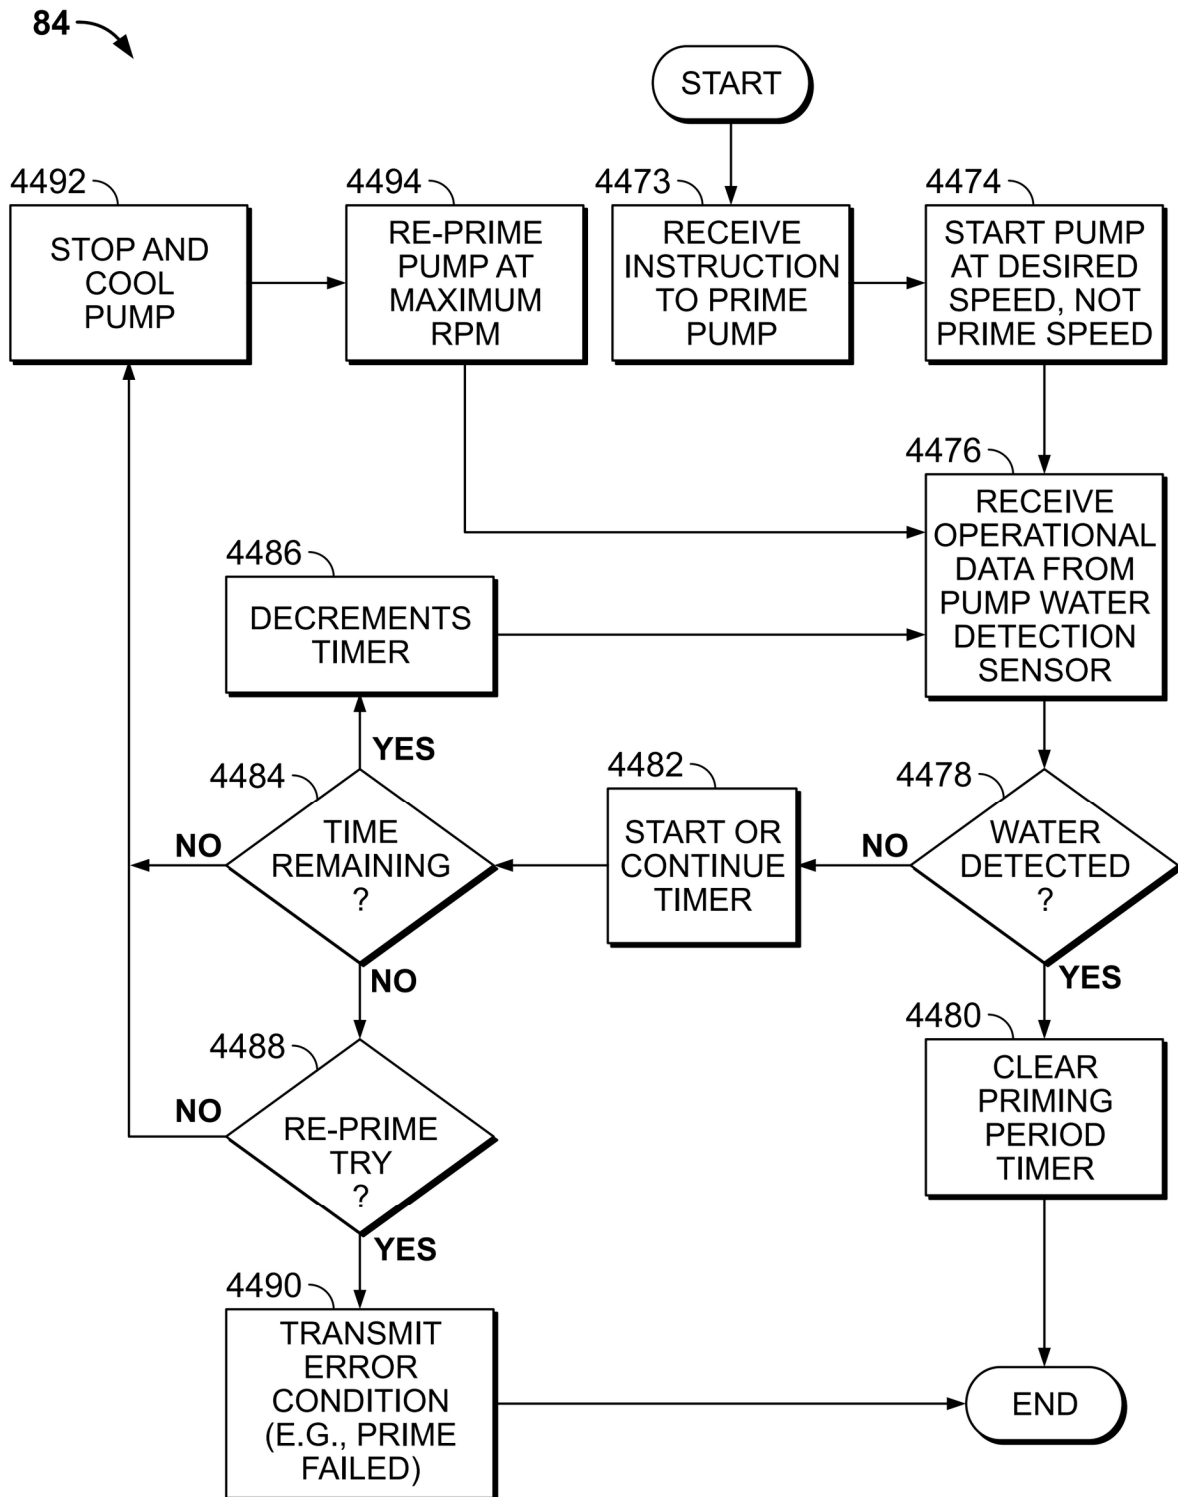 84
START
4492
STOP AND
COOL
PUMP
4494
RE-PRIME
PUMP AT
MAXIMUM
RPM
4473
RECEIVE
INSTRUCTION
TO PRIME
PUMP
4474
START PUMP
AT DESIRED
SPEED, NOT
PRIME SPEED
4476
RECEIVE
OPERATIONAL
DATA FROM
PUMP WATER
DETECTION
SENSOR
4486
DECREMENTS
TIMER
YES
4484
TIME
REMAINING
?
NO
NO
4482
START OR
CONTINUE
TIMER
4478
WATER
DETECTED
?
NO
YES
4480
CLEAR
PRIMING
PERIOD
TIMER
4488
RE-PRIME
TRY
?
NO
YES
4490
TRANSMIT
ERROR
CONDITION
(E.G., PRIME
FAILED)
END